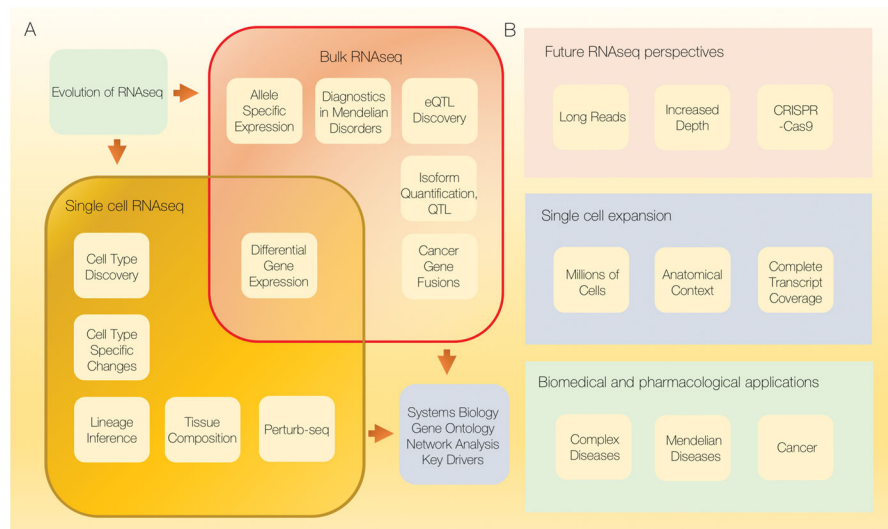 A
Evolution of RNAseq
Bulk RNAseq
Allele
Specific
Expression
Diagnostics
in Mendelian
Disorders
eQTL
Discovery
Isoform
Quantification,
QTL
Cancer
Gene
Fusions
Differential
Gene
Expression
Single cell RNAseq
Cell Type
Discovery
Cell Type
Specific
Changes
Lineage
Inference
Tissue
Composition
Perturb-seq
Systems Biology
Gene Ontology
Network Analysis
Key Drivers
B
Future RNAseq perspectives
Long Reads
Increased
Depth
CRISPR
-Cas9
Single cell expansion
Millions of
Cells
Anatomical
Context
Complete
Transcript
Coverage
Biomedical and pharmacological applications
Complex
Diseases
Mendelian
Diseases
Cancer